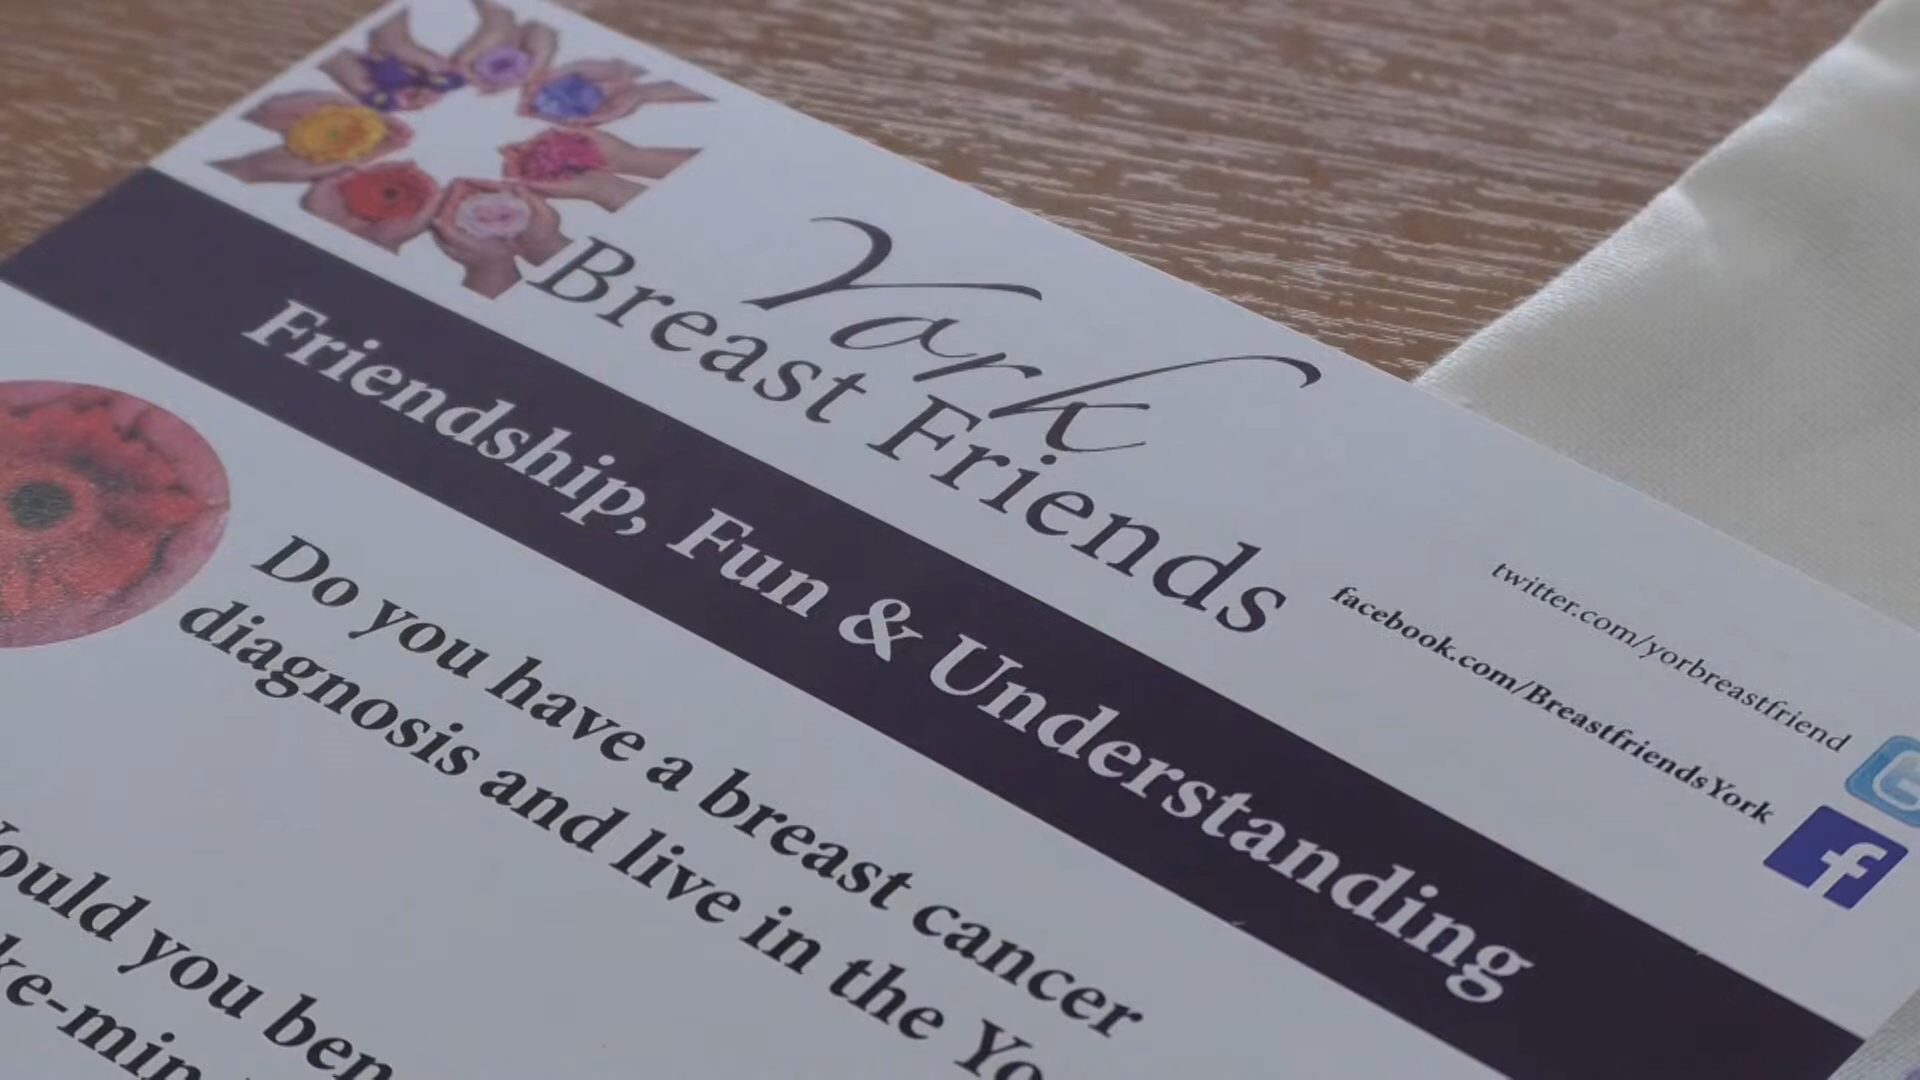 York
Breast Friends
twitter.com/yorbreastfriend
facebook.com/BreastfriendsYork
Friendship, Fun & Understanding
Do you have a breast cancer
diagnosis and live in the
you